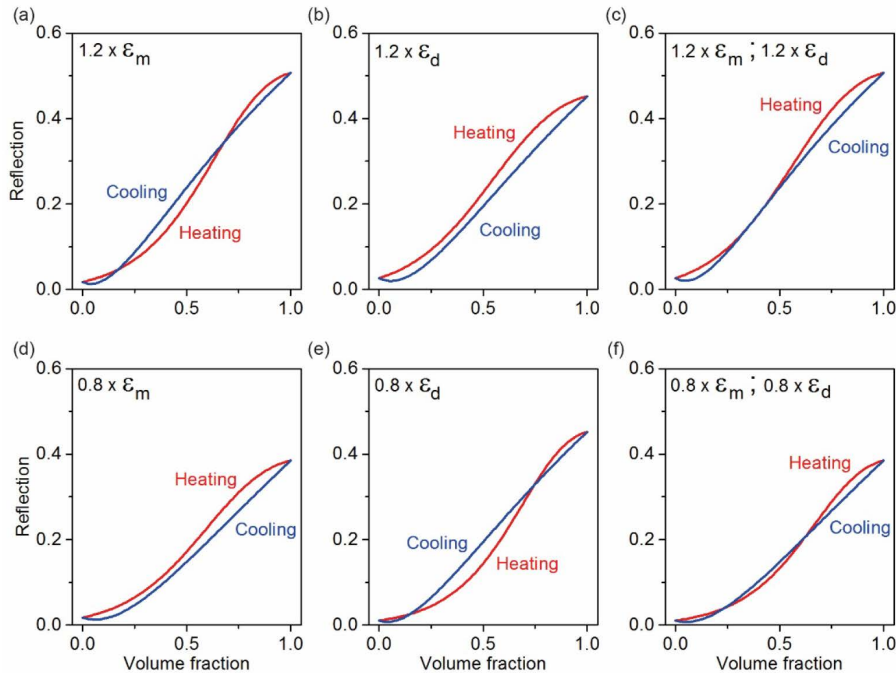 (a)
(b)
(c)
0.6
0.4
0.2
0.0
Reflection
1.2 x εm
Cooling
Heating
0.0 0.5 1.0
0.6
0.4
0.2
0.0
1.2 x εd
Heating
Cooling
0.0 0.5 1.0
0.6
0.4
0.2
0.0
1.2 x εm ; 1.2 x εd
Heating
Cooling
0.0 0.5 1.0
(d)
(e)
(f)
0.6
0.4
0.2
0.0
Reflection
0.8 x εm
Heating
Cooling
0.0 0.5 1.0
Volume fraction
0.6
0.4
0.2
0.0
0.8 x εd
Cooling
Heating
0.0 0.5 1.0
Volume fraction
0.6
0.4
0.2
0.0
0.8 x εm ; 0.8 x εd
Heating
Cooling
0.0 0.5 1.0
Volume fraction